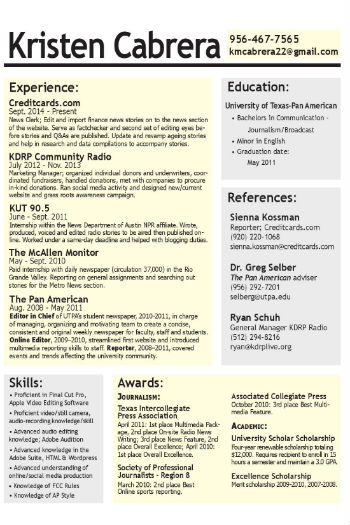 Kristen Cabrera
956-467-7565
kmcabrera22@gmail.com
Experience:
Creditcards.com
Sept. 2014 - Present
News Clerk; Edit and import finance news stories on to the news section
of the website. Serve as factchecker and second set of editing eyes be-
fore stories and Q&As are published. Update and revamp ageing stories
and help in research and data compilations to accompany stories.
KDRP Community Radio
July 2012 - Nov. 2013
Marketing Manager; organized individual donors and underwriters, coor-
dinated fundraisers, handled donations, met with companies to procure
in-kind donations. Ran social media activity and designed new/current
website and grass roots awareness campaign.
KUT 90.5
June - Sept. 2011
Internship within the News Department of Austin NPR affiliate. Wrote,
produced, voiced and edited radio stories to be aired then published on-
line. Worked under a same-day deadline and helped with blogging duties.
The McAllen Monitor
May - Sept. 2010
Paid internship with daily newspaper (circulation 37,000) in the Rio
Grande Valley. Reporting on general assignments and searching out
stories for the Metro News section.
The Pan American
Aug. 2008 - May 2011
Editor in Chief of UTPA's student newspaper, 2010-2011, in charge
of managing, organizing and motivating team to create a concise,
consistent and original weekly newspaper for faculty, staff and students.
Online Editor, 2009-2010, streamlined first website and introduced
multimedia reporting skills to staff. Reporter, 2008-2011, covered
events and trends affecting the university community.
Education:
University of Texas-Pan American
• Bachelors in Communication -
Journalism/Broadcast
• Minor in English
• Graduation date:
May 2011
References:
Sienna Kossman
Reporter; Creditcards.com
(920) 220-1068
sienna.kossman@creditcards.com
Dr. Greg Selber
The Pan American adviser
(956) 292-7201
selberg@utpa.edu
Ryan Schuh
General Manager KDRP Radio
(512) 294-8216
ryan@kdrplive.org
Skills:
• Proficient in Final Cut Pro,
Apple Video Editing Software
• Proficient video/still camera,
audio-recording knowledge/skill
• Advanced audio editing
knowledge; Adobe Audition
• Advanced knowledge in the
Adobe Suite, HTML & Wordpress
• Advanced understanding of
online/social media production
• Knowledge of FCC Rules
• Knowledge of AP Style
Awards:
JOURNALISM:
Texas Intercollegiate
Press Association
April 2011: 1st place Multimedia Pack-
age, 2nd place On-site Radio News
Writing; 3rd place News Feature, 2nd
place Overall Excellence; April 2010:
1st place Overall Excellence.
Society of Professional
Journalists - Region 8
March 2010: 2nd place Best
Online sports reporting.
Associated Collegiate Press
October 2010: 3rd place Best Multi-
media Feature.
ACADEMIC:
University Scholar Scholarship
Four-year renewable scholarship totaling
$12,000. Requires recipient to enroll in 15
hours a semester and maintain a 3.0 GPA.
Excellence Scholarship
Merit scholarship 2009-2010, 2007-2008.